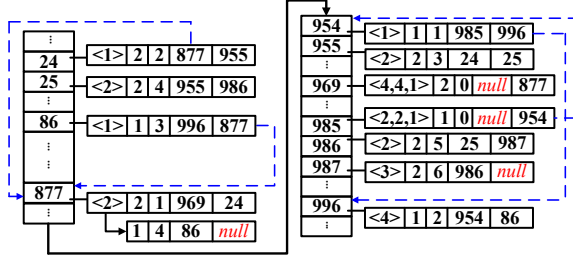 ⋮
24 <1> 2 2 877 955
25 <2> 2 4 955 986
⋮
86 <1> 1 3 996 877
⋮
⋮
877
<2> 2 1 969 24
⋮
1 4 86 null
954
<1> 1 1 985 996
955
<2> 2 3 24 25
⋮
969 <4,4,1> 2 0 null 877
⋮
985 <2,2,1> 1 0 null 954
986 <2> 2 5 25 987
987 <3> 2 6 986 null
⋮
996
<4> 1 2 954 86
⋮